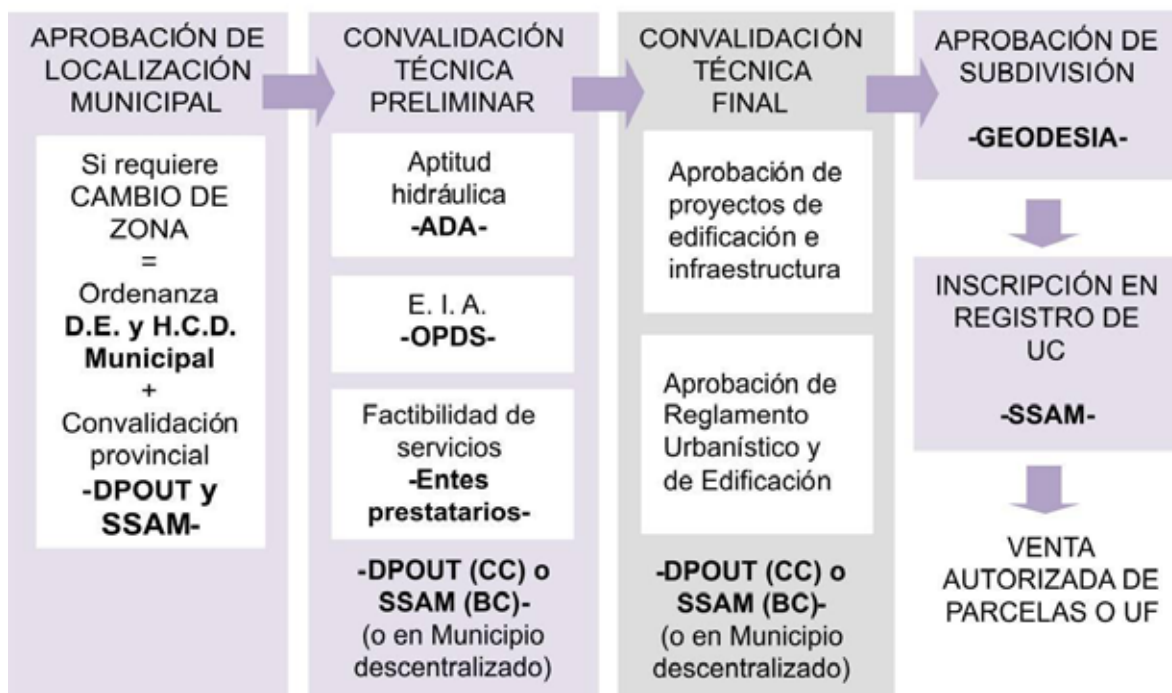 APROBACIÓN DE
LOCALIZACIÓN
MUNICIPAL
Si requiere
CAMBIO DE
ZONA
=
Ordenanza
D.E. y H.C.D.
Municipal
+
Convalidación
provincial
-DPOUT y
SSAM-
CONVALIDACIÓN
TÉCNICA
PRELIMINAR
Aptitud
hidráulica
-ADA-
E. I. A.
-OPDS-
Factibilidad de
servicios
-Entes
prestatarios-
-DPOUT (CC) o
SSAM (BC)-
(o en Municipio
descentralizado)
CONVALIDACIÓN
TÉCNICA
FINAL
Aprobación de
proyectos de
edificación e
infraestructura
Aprobación de
Reglamento
Urbanístico y
de Edificación
-DPOUT (CC) o
SSAM (BC)-
(o en Municipio
descentralizado)
APROBACIÓN DE
SUBDIVISIÓN
-GEODESIA-
INSCRIPCIÓN EN
REGISTRO DE
UC
-SSAM-
VENTA
AUTORIZADA DE
PARCELAS O UF